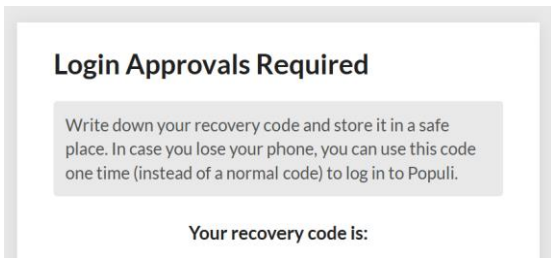 Login Approvals Required
Write down your recovery code and store it in a safe
place. In case you lose your phone, you can use this code
one time (instead of a normal code) to log in to Populi.
Your recovery code is: